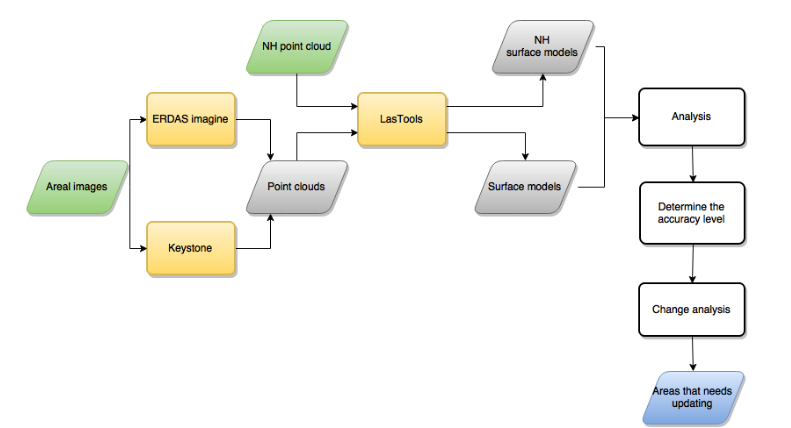 NH point cloud
NH
surface models
ERDAS imagine
LasTools
Analysis
Areal images
Point clouds
Surface models
Determine the
accuracy level
Keystone
Change analysis
Areas that needs
updating